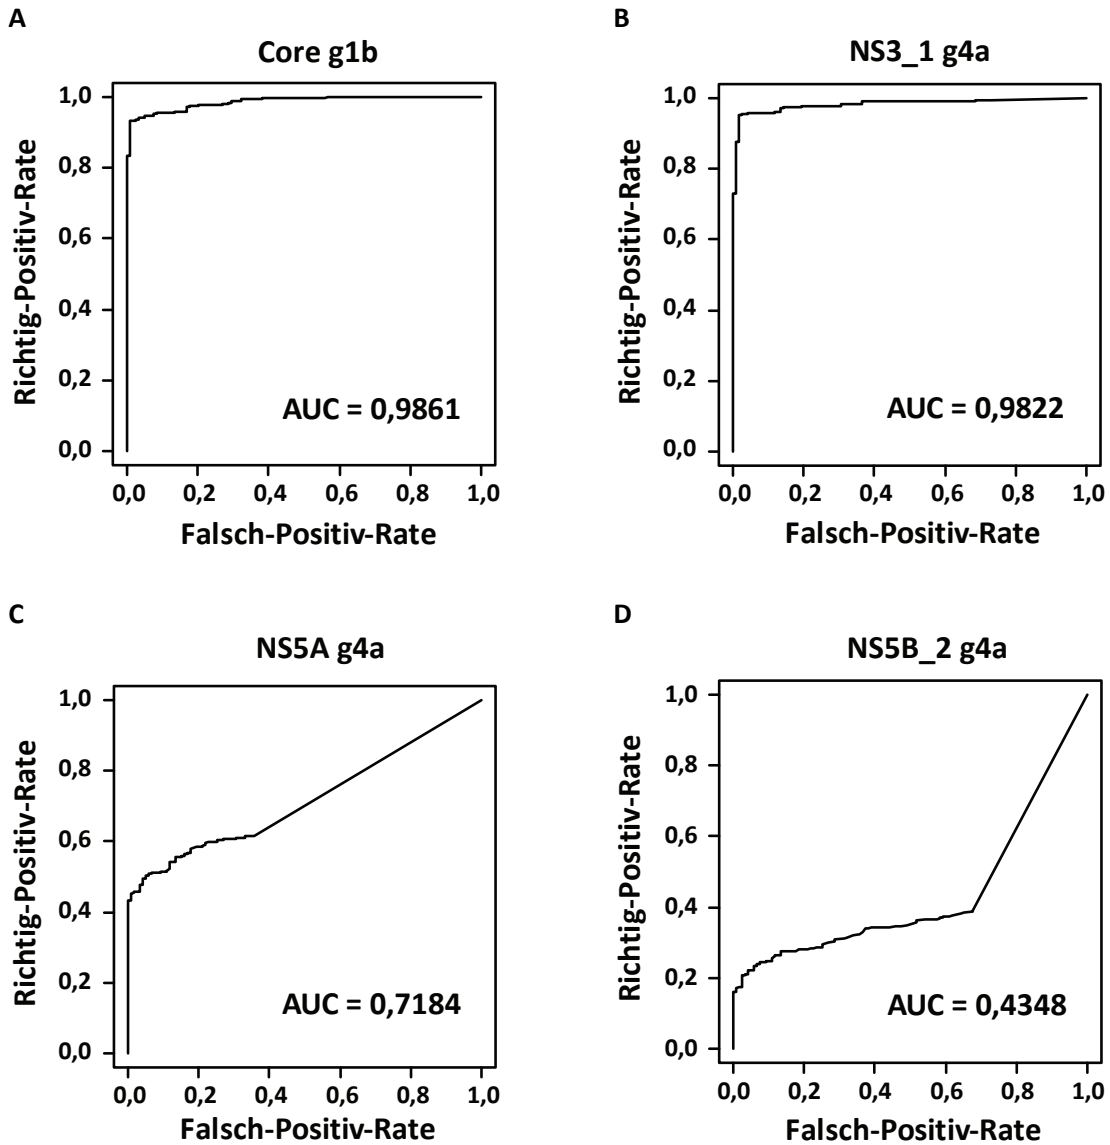 A
Core g1b
Richtig-Positiv-Rate
1,0
0,8
0,6
0,4
0,2
0,0
AUC = 0,9861
0,0 0,2 0,4 0,6 0,8 1,0
Falsch-Positiv-Rate
B
NS3_1 g4a
Richtig-Positiv-Rate
1,0
0,8
0,6
0,4
0,2
0,0
AUC = 0,9822
0,0 0,2 0,4 0,6 0,8 1,0
Falsch-Positiv-Rate
C
NS5A g4a
Richtig-Positiv-Rate
1,0
0,8
0,6
0,4
0,2
0,0
AUC = 0,7184
0,0 0,2 0,4 0,6 0,8 1,0
Falsch-Positiv-Rate
D
NS5B_2 g4a
Richtig-Positiv-Rate
1,0
0,8
0,6
0,4
0,2
0,0
AUC = 0,4348
0,0 0,2 0,4 0,6 0,8 1,0
Falsch-Positiv-Rate